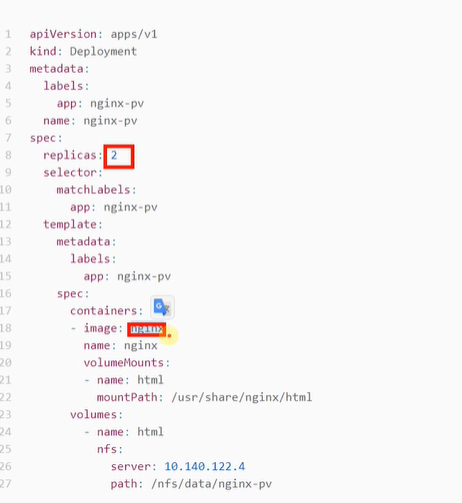 1 apiVersion: apps/v1
2 kind: Deployment
3 metadata:
4   labels:
5     app: nginx-pv
6   name: nginx-pv
7 spec:
8   replicas: 2
9   selector:
10     matchLabels:
11       app: nginx-pv
12   template:
13     metadata:
14       labels:
15         app: nginx-pv
16     spec:
17       containers:
18       - image: nginx
19         name: nginx
20         volumeMounts:
21         - name: html
22           mountPath: /usr/share/nginx/html
23       volumes:
24         - name: html
25           nfs:
26             server: 10.140.122.4
27             path: /nfs/data/nginx-pv